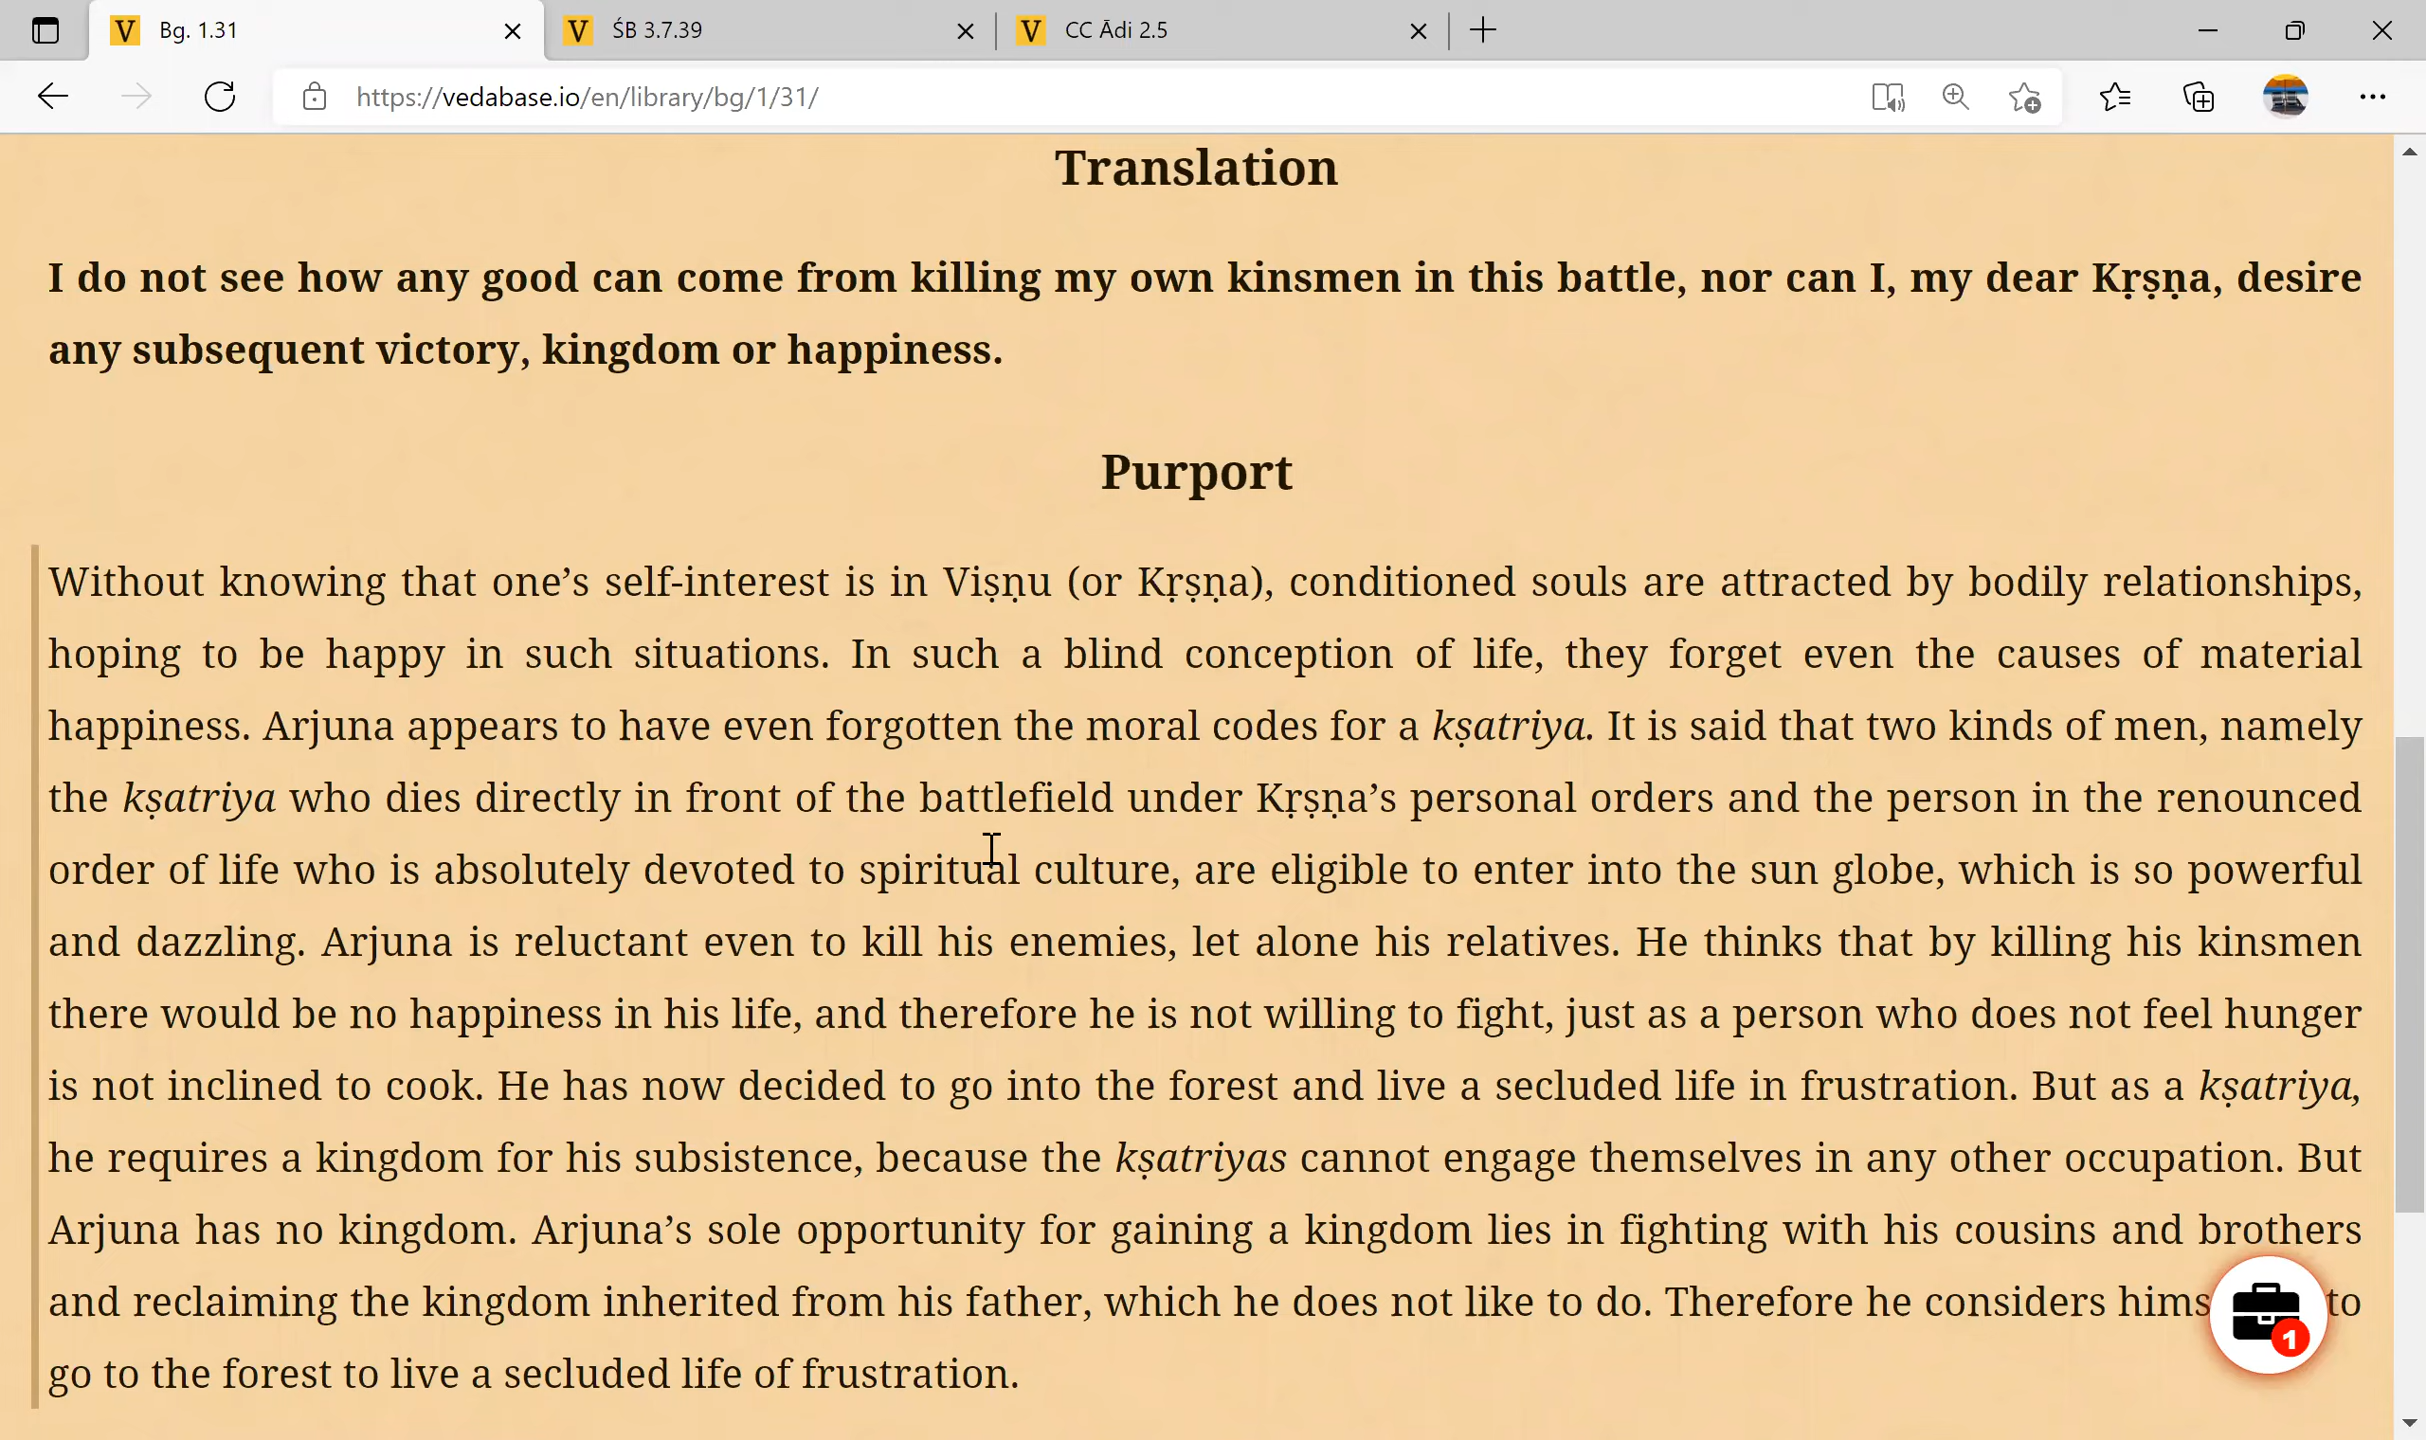 Bg. 1.31
ŚB 3.7.39
CC Ādi 2.5
https://vedabase.io/en/library/bg/1/31/
Translation
I do not see how any good can come from killing my own kinsmen in this battle, nor can I, my dear Kṛṣṇa, desire
any subsequent victory, kingdom or happiness.
Purport
Without knowing that one’s self-interest is in Viṣṇu (or Kṛṣṇa), conditioned souls are attracted by bodily relationships,
hoping to be happy in such situations. In such a blind conception of life, they forget even the causes of material
happiness. Arjuna appears to have even forgotten the moral codes for a kṣatriya. It is said that two kinds of men, namely
the kṣatriya who dies directly in front of the battlefield under Kṛṣṇa’s personal orders and the person in the renounced
order of life who is absolutely devoted to spiritual culture, are eligible to enter into the sun globe, which is so powerful
and dazzling. Arjuna is reluctant even to kill his enemies, let alone his relatives. He thinks that by killing his kinsmen
there would be no happiness in his life, and therefore he is not willing to fight, just as a person who does not feel hunger
is not inclined to cook. He has now decided to go into the forest and live a secluded life in frustration. But as a kṣatriya,
he requires a kingdom for his subsistence, because the kṣatriyas cannot engage themselves in any other occupation. But
Arjuna has no kingdom. Arjuna’s sole opportunity for gaining a kingdom lies in fighting with his cousins and brothers
and reclaiming the kingdom inherited from his father, which he does not like to do. Therefore he considers hims to
go to the forest to live a secluded life of frustration.
1